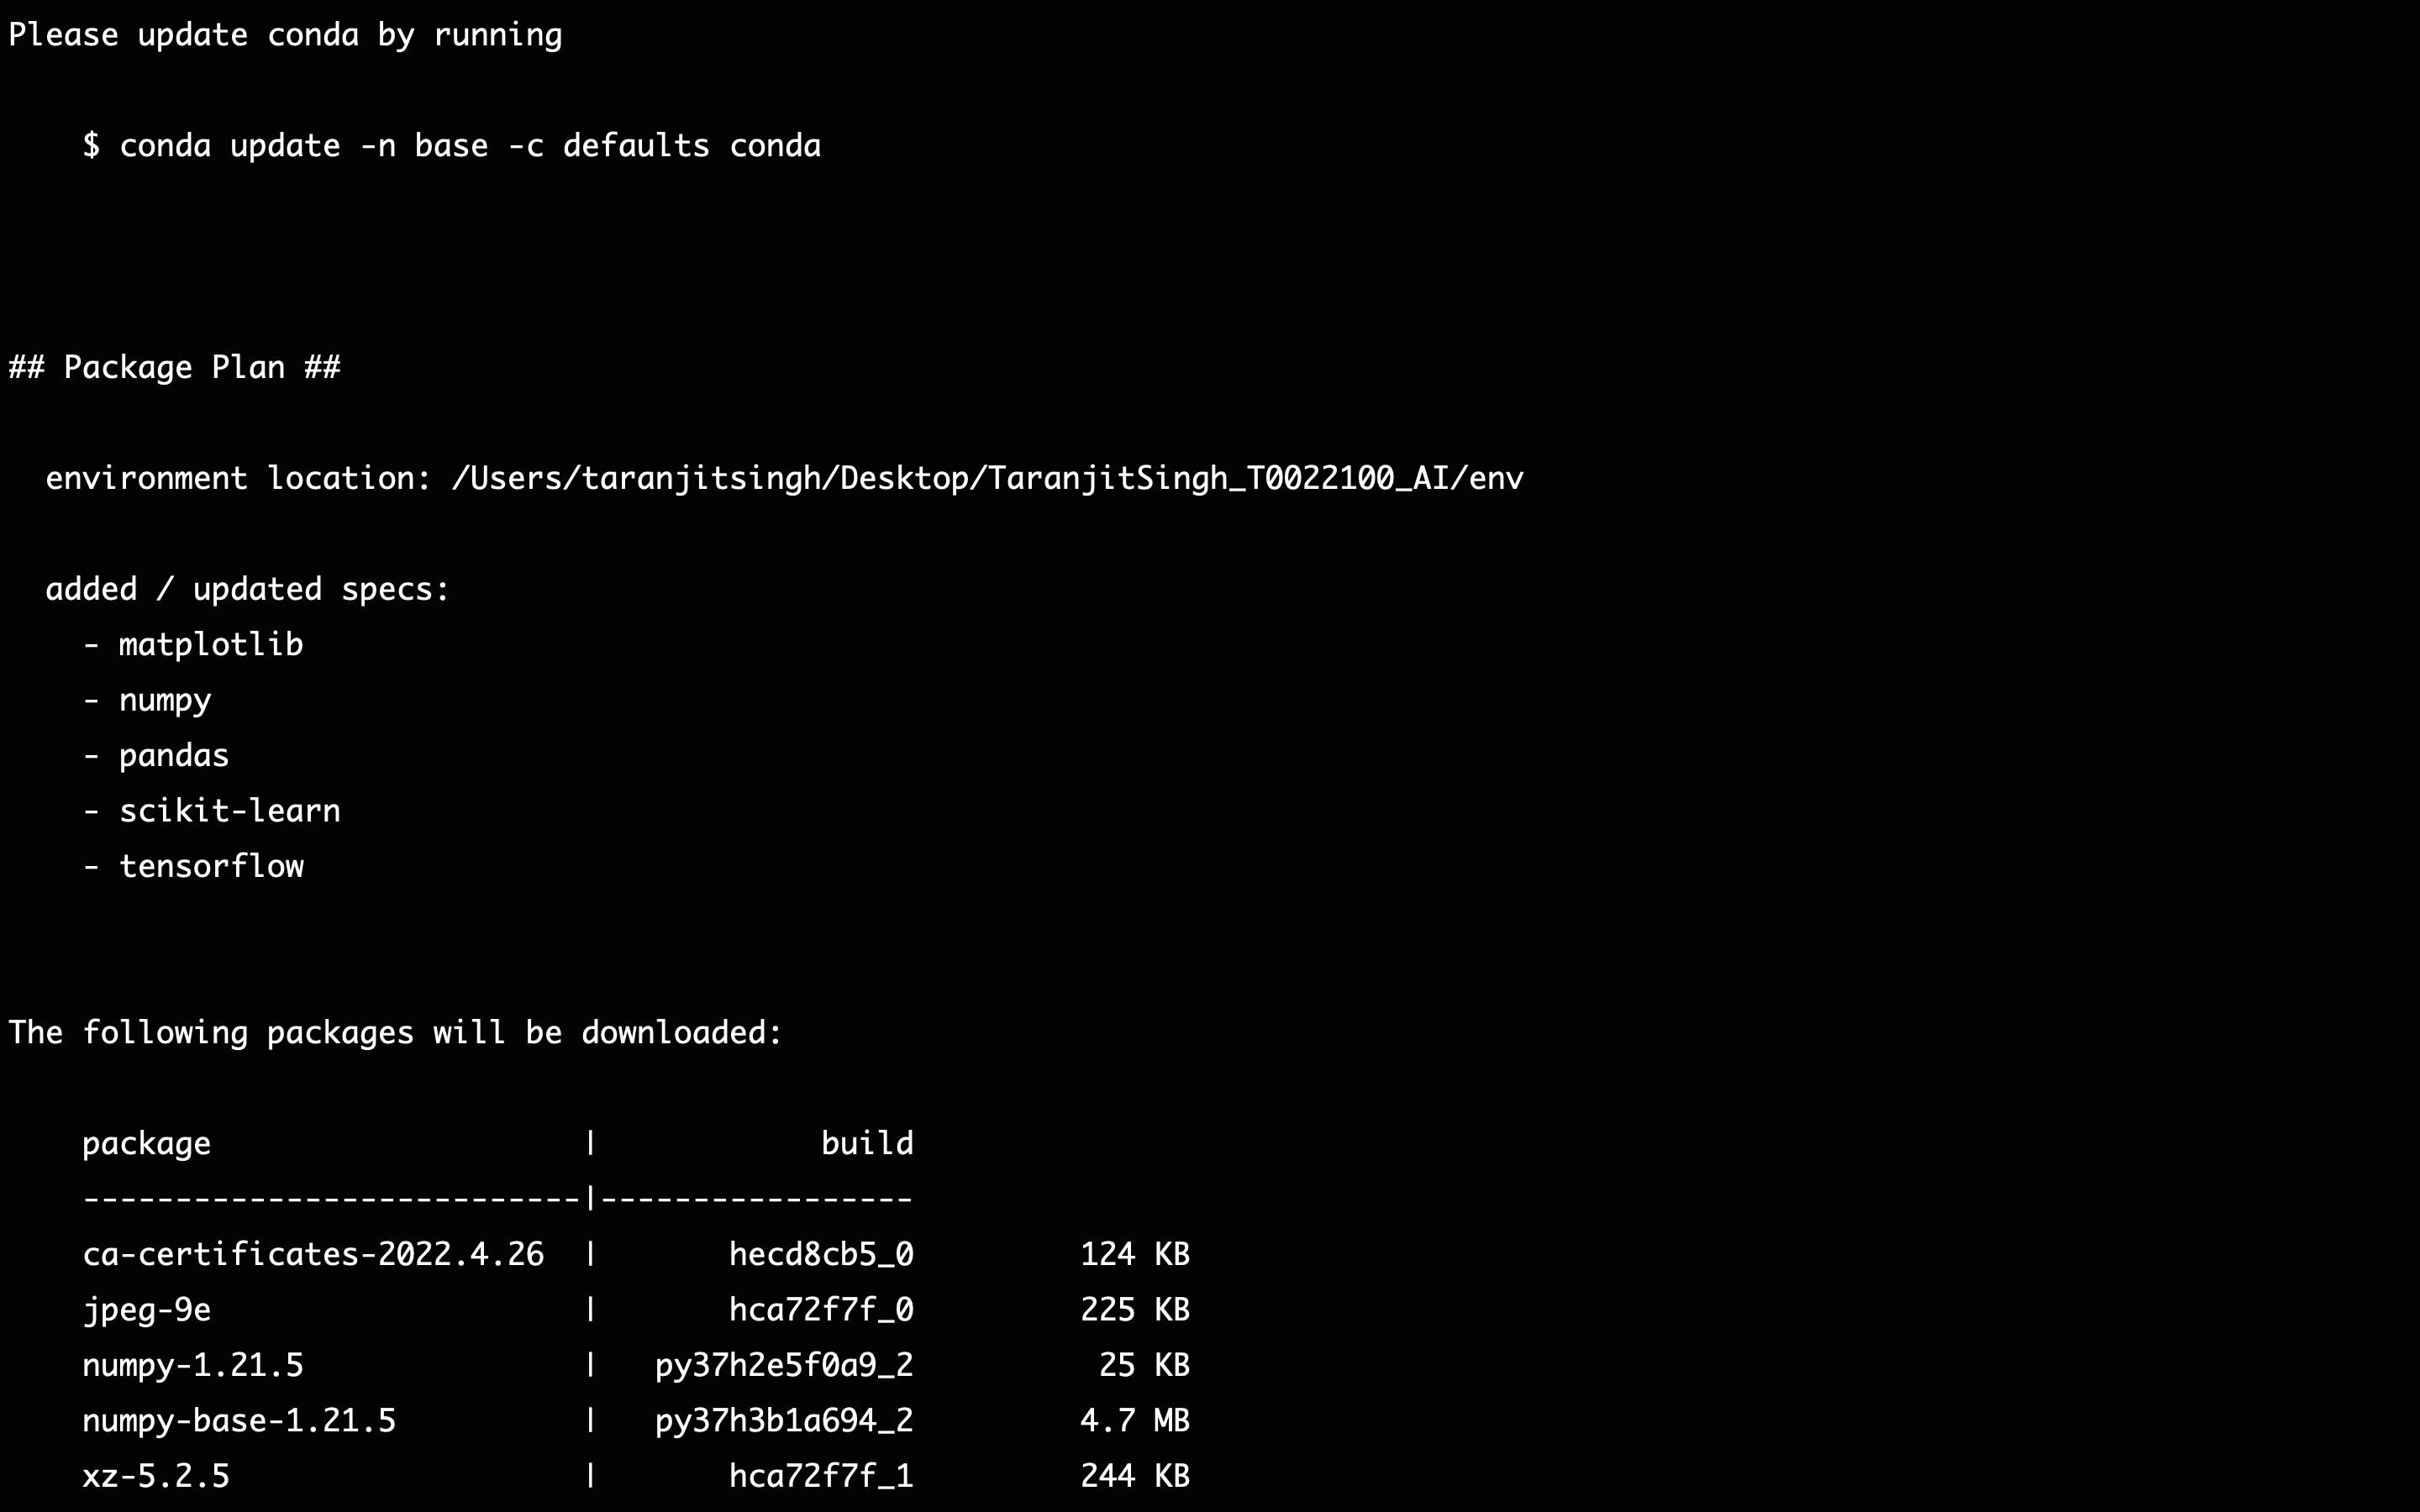 Please update conda by running
$ conda update -n base -c defaults conda
## Package Plan ##
environment location: /Users/taranjitsingh/Desktop/TaranjitSingh_T0022100_AI/env
added / updated specs:
- matplotlib
- numpy
- pandas
- scikit-learn
- tensorflow
The following packages will be downloaded:
package | build
---------------------------|-----------------
ca-certificates-2022.4.26 | hecd8cb5_0 124 KB
jpeg-9e | hca72f7f_0 225 KB
numpy-1.21.5 | py37h2e5f0a9_2 25 KB
numpy-base-1.21.5 | py37h3b1a694_2 4.7 MB
xz-5.2.5 | hca72f7f_1 244 KB